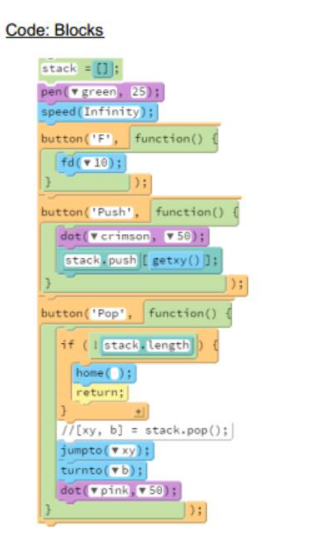 Code: Blocks
stack = [];
pen(▼ green, 25);
speed(Infinity);
button('F', function() {
fd(▼ 10);
} );
button('Push', function() {
dot(▼ crimson, ▼ 50);
stack.push[ getxy() ];
} );
button('Pop', function() {
if ( ! stack.length ) {
home( );
return;
}
//[xy, b] = stack.pop();
jumpto(▼ xy);
turnto(▼ b);
dot(▼ pink, ▼ 50);
} );